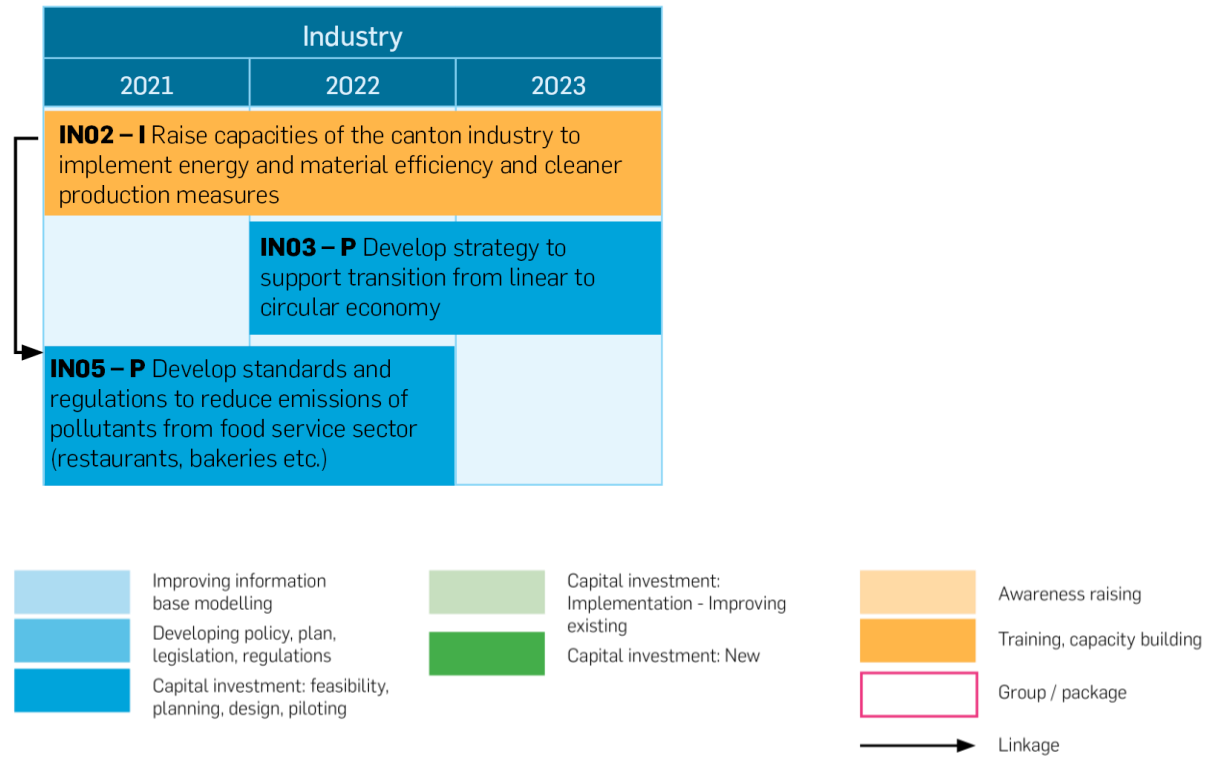 Industry
2021
2022
2023
IN02 – I Raise capacities of the canton industry to
implement energy and material efficiency and cleaner
production measures
IN03 – P Develop strategy to
support transition from linear to
circular economy
IN05 – P Develop standards and
regulations to reduce emissions of
pollutants from food service sector
(restaurants, bakeries etc.)
Improving information
base modelling
Developing policy, plan,
legislation, regulations
Capital investment: feasibility,
planning, design, piloting
Capital investment:
Implementation - Improving
existing
Capital investment: New
Awareness raising
Training, capacity building
Group / package
Linkage